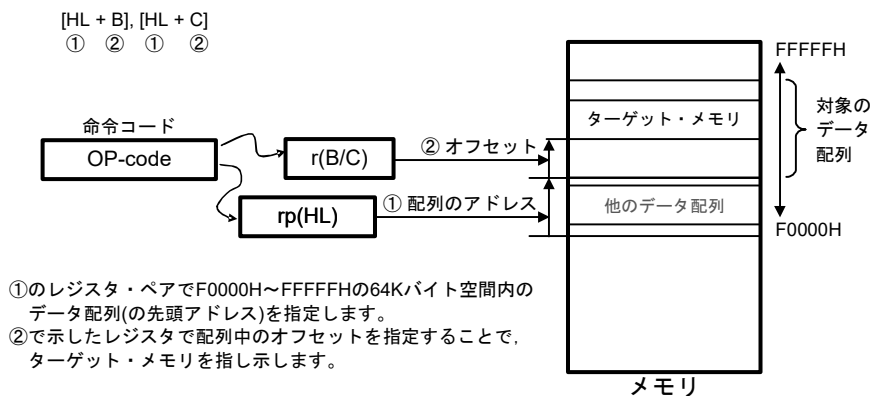 [HL + B], [HL + C]
① ② ① ②
FFFFFH
対象の
データ
配列
ターゲット・メモリ
命令コード
OP-code
r(B/C)
② オフセット
rp(HL)
① 配列のアドレス
他のデータ配列
F0000H
①のレジスタ・ペアでF0000H～FFFFFHの64Kバイト空間内の
データ配列(の先頭アドレス)を指定します。
②で示したレジスタで配列中のオフセットを指定することで,
ターゲット・メモリを指し示します。
メモリ